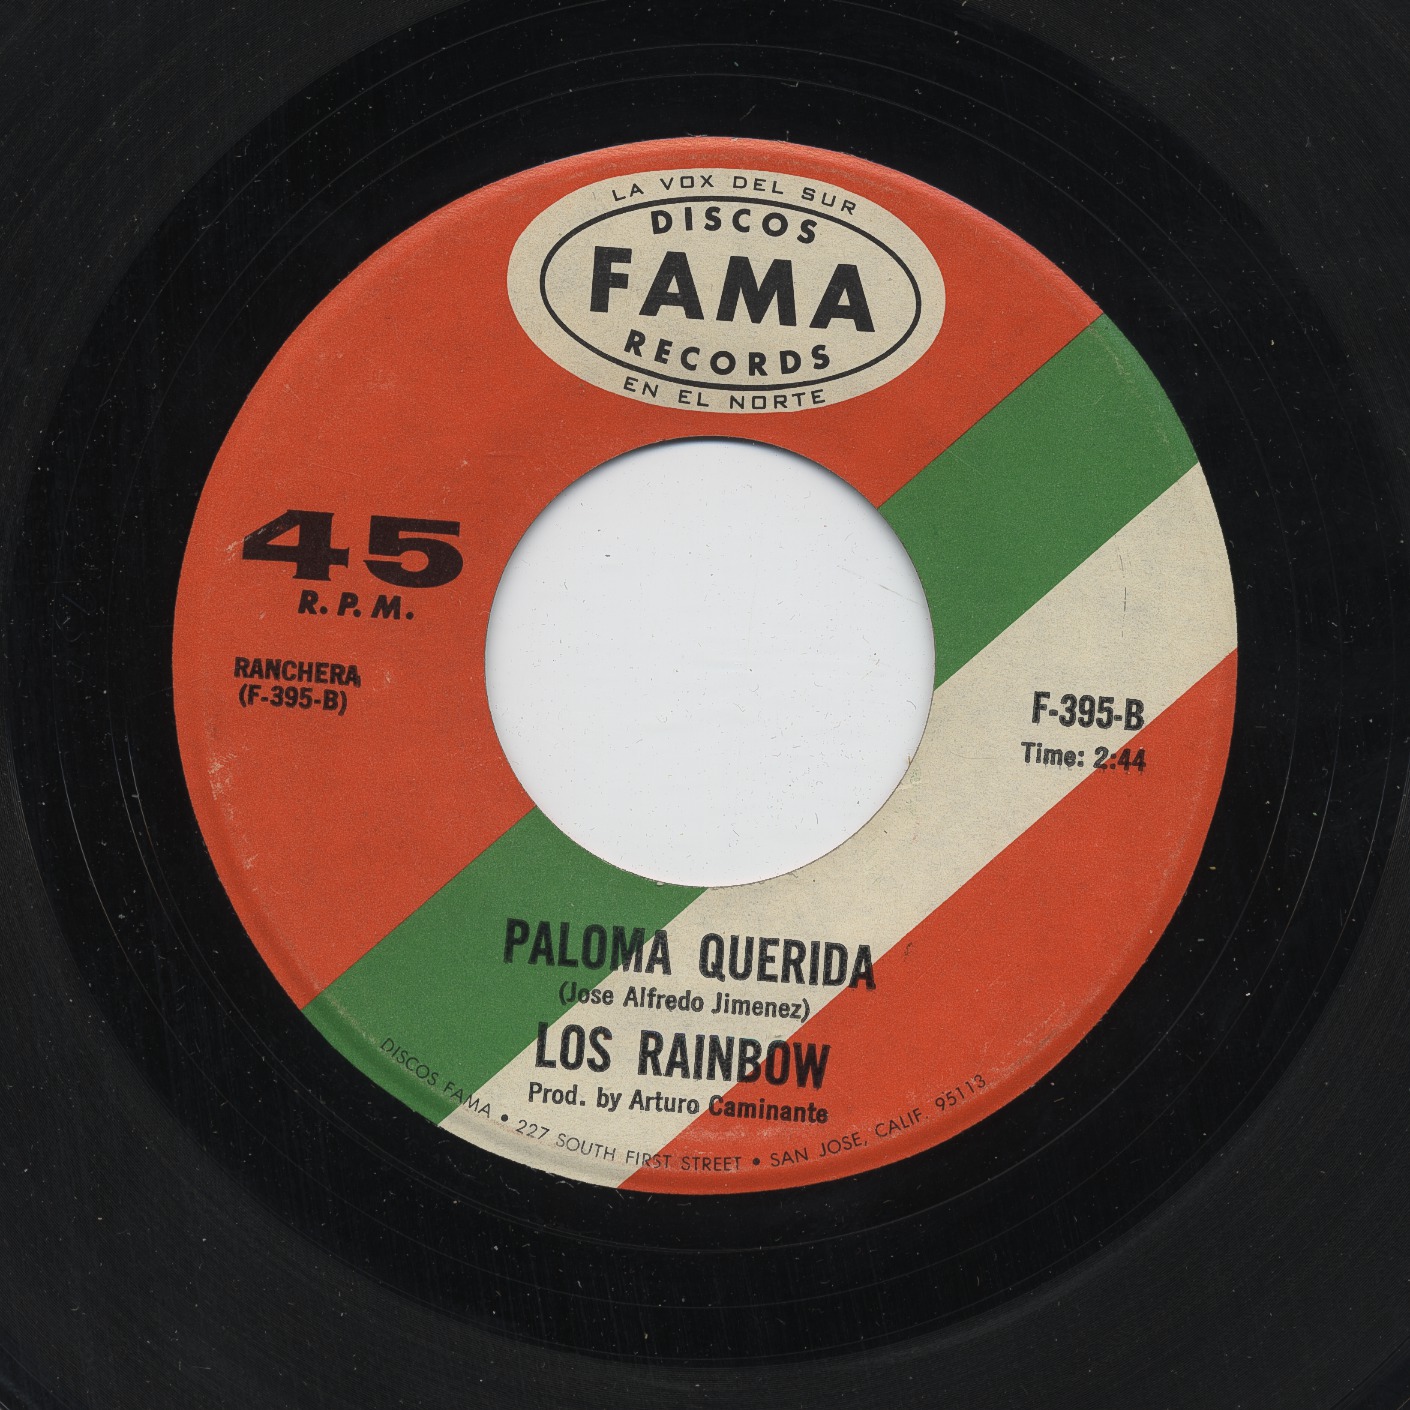 LA VOX DEL SUR
DISCOS
FAMA
RECORDS
EN EL NORTE
45
R.P.M.
RANCHERA
(F-395-B)
F-395-B
Time: 2:44
PALOMA QUERIDA
(Jose Alfredo Jimenez)
LOS RAINBOW
Prod. by Arturo Caminante
DISCOS FAMA • 227 SOUTH FIRST STREET • SAN JOSE, CALIF. 95113